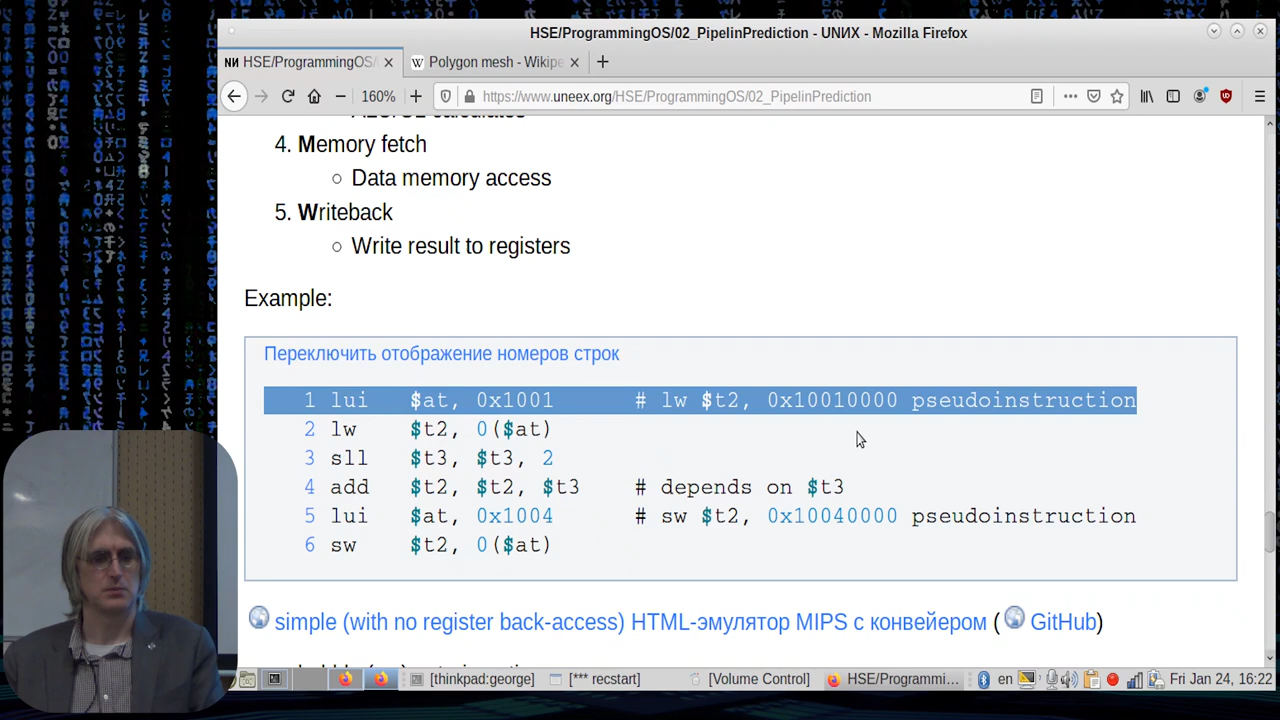 HSE/ProgrammingOS/02_PipelinPrediction - UNИX - Mozilla Firefox
ИИ HSE/ProgrammingOS/ Polygon mesh - Wikipe
160% https://www.uneex.org/HSE/ProgrammingOS/02_PipelinPrediction
4. Memory fetch
Data memory access
5. Writeback
Write result to registers
Example:
Переключить отображение номеров строк
1 lui $at, 0x1001 # lw $t2, 0x10010000 pseudoinstruction
2 lw $t2, 0($at)
3 sll $t3, $t3, 2
4 add $t2, $t2, $t3 # depends on $t3
5 lui $at, 0x1004 # sw $t2, 0x10040000 pseudoinstruction
6 sw $t2, 0($at)
simple (with no register back-access) HTML-эмулятор MIPS с конвейером ( GitHub)
[thinkpad:george] [*** recstart) [Volume Control] HSE/Programmi... en Fri Jan 24, 16:22